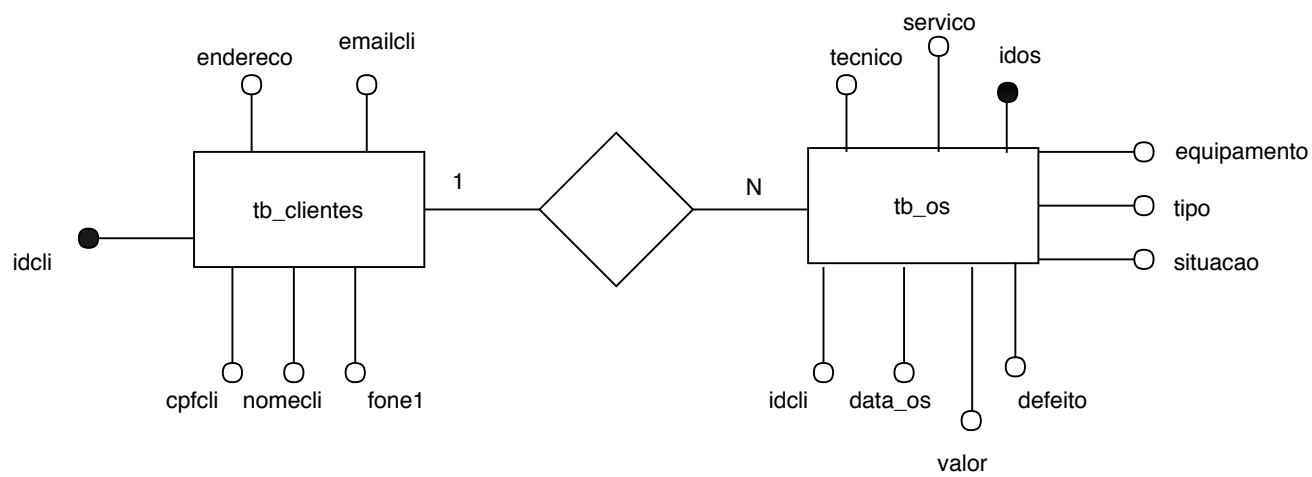 servico
emailcli
endereco
tecnico
idos
equipamento
1
N
tb_clientes
tb_os
tipo
idcli
situacao
cpfcli
nomecli
fone1
idcli
data_os
defeito
valor